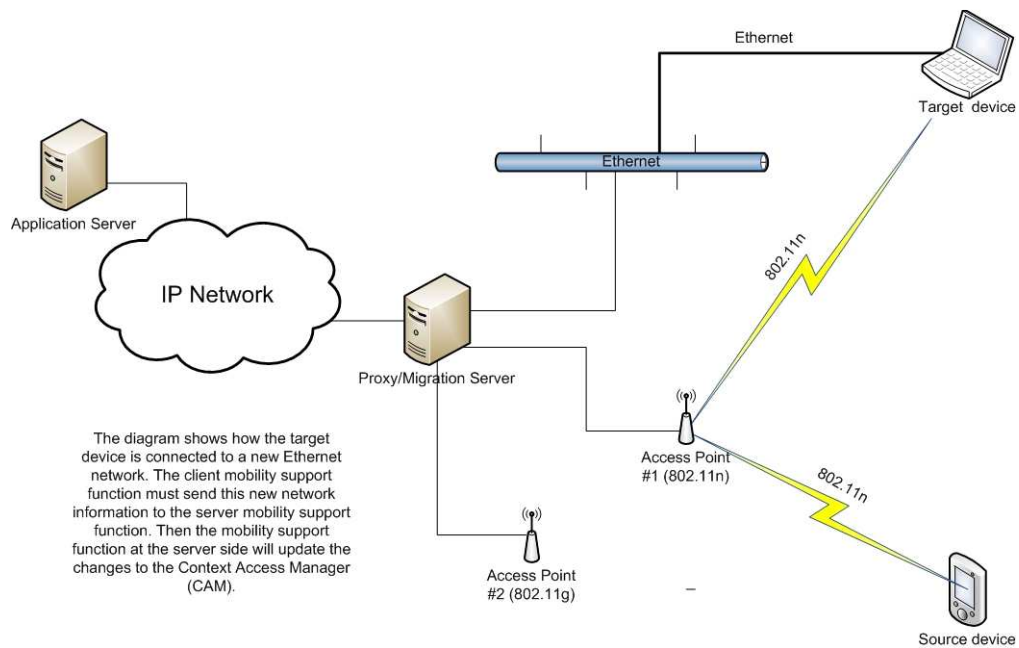 Ethernet
Target device
Ethernet
Application Server
IP Network
802.11n
Proxy/Migration Server
Access Point
#1 (802.11n)
802.11n
The diagram shows how the target
device is connected to a new Ethernet
network. The client mobility support
function must send this new network
information to the server mobility support
function. Then the mobility support
function at the server side will update the
changes to the Context Access Manager
(CAM).
Access Point
#2 (802.11g)
–
Source device